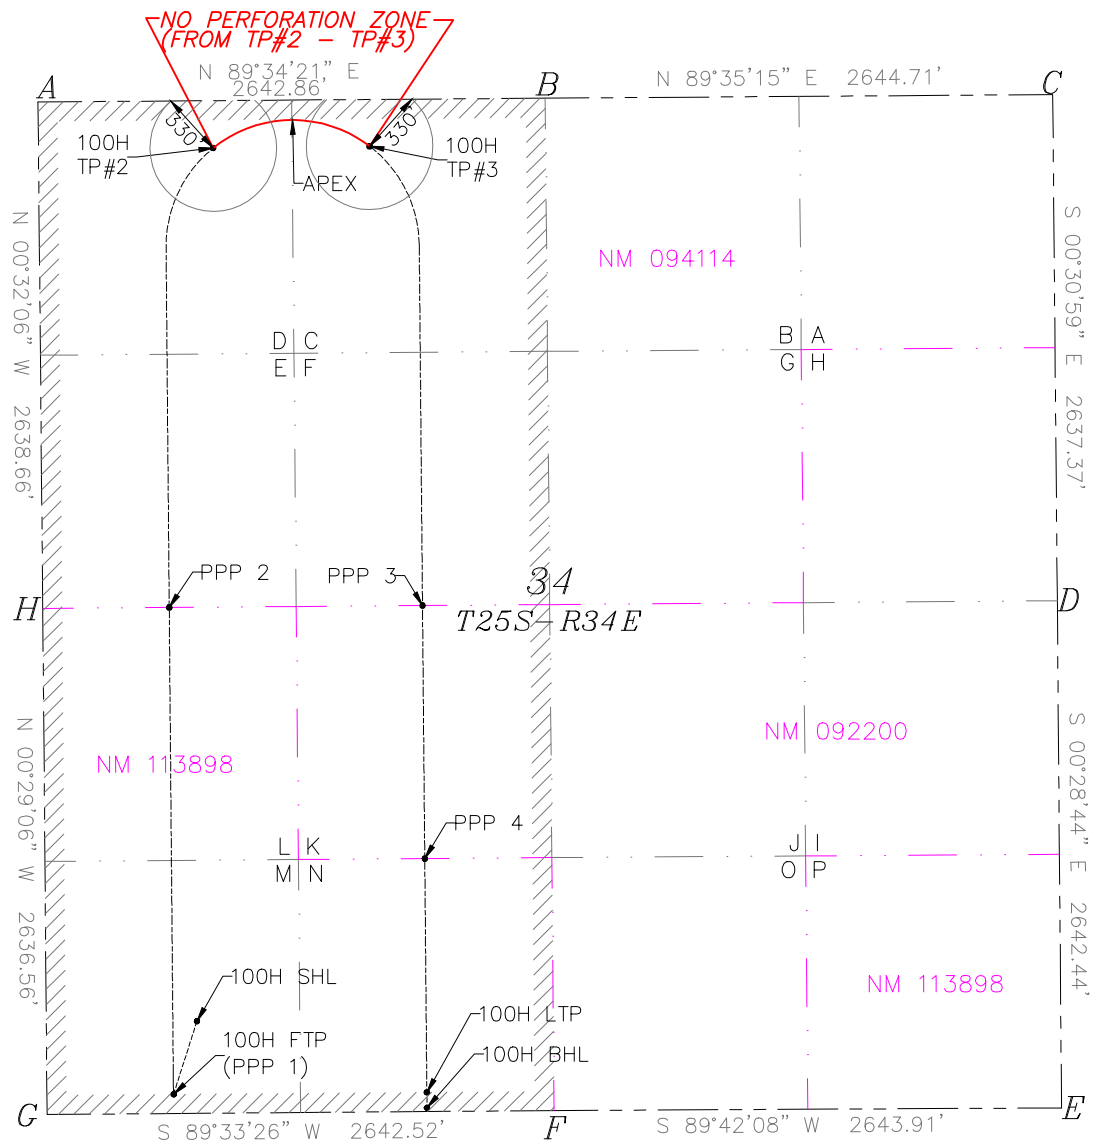 NO PERFORATION ZONE
(FROM TP#2 – TP#3)
N 89°34'21" E
2642.86'
N 89°35'15" E 2644.71'
A
B
C
330'
330'
100H
TP#2
100H
TP#3
APEX
N 00°32'06" W 2638.66'
S 00°30'59" E 2637.37'
NM 094114
D C
E F
B A
G H
PPP 2
PPP 3
34
T25S–R34E
H
D
N 00°29'06" W 2636.56'
S 00°28'44" E 2642.44'
NM 113898
NM 092200
PPP 4
L K
M N
J I
O P
100H SHL
NM 113898
100H LTP
100H FTP
(PPP 1)
100H BHL
G
F
E
S 89°33'26" W 2642.52'
S 89°42'08" W 2643.91'